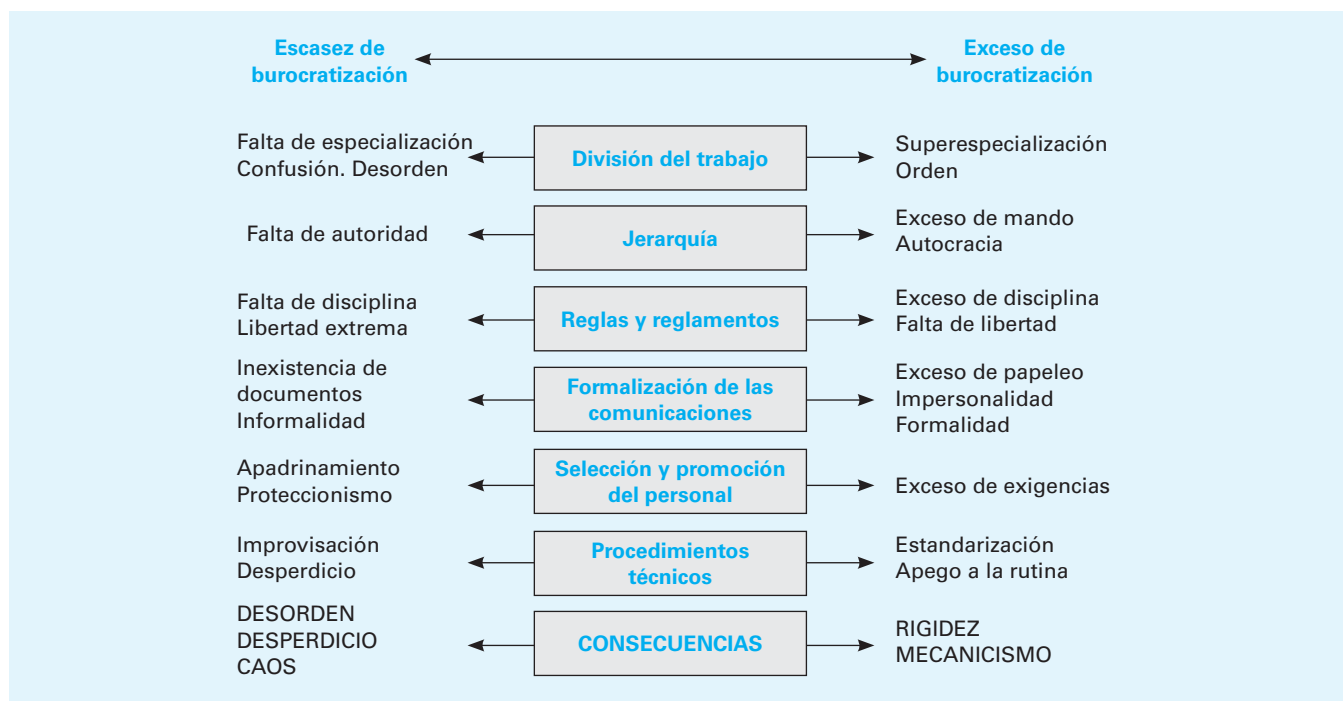 Escasez de
burocratización
Exceso de
burocratización
Falta de especialización
Confusión. Desorden
División del trabajo
Superespecialización
Orden
Falta de autoridad
Jerarquía
Exceso de mando
Autocracia
Falta de disciplina
Libertad extrema
Reglas y reglamentos
Exceso de disciplina
Falta de libertad
Inexistencia de
documentos
Informalidad
Formalización de las
comunicaciones
Exceso de papeleo
Impersonalidad
Formalidad
Apadrinamiento
Proteccionismo
Selección y promoción
del personal
Exceso de exigencias
Improvisación
Desperdicio
Procedimientos
técnicos
Estandarización
Apego a la rutina
DESORDEN
DESPERDICIO
CAOS
CONSECUENCIAS
RIGIDEZ
MECANICISMO